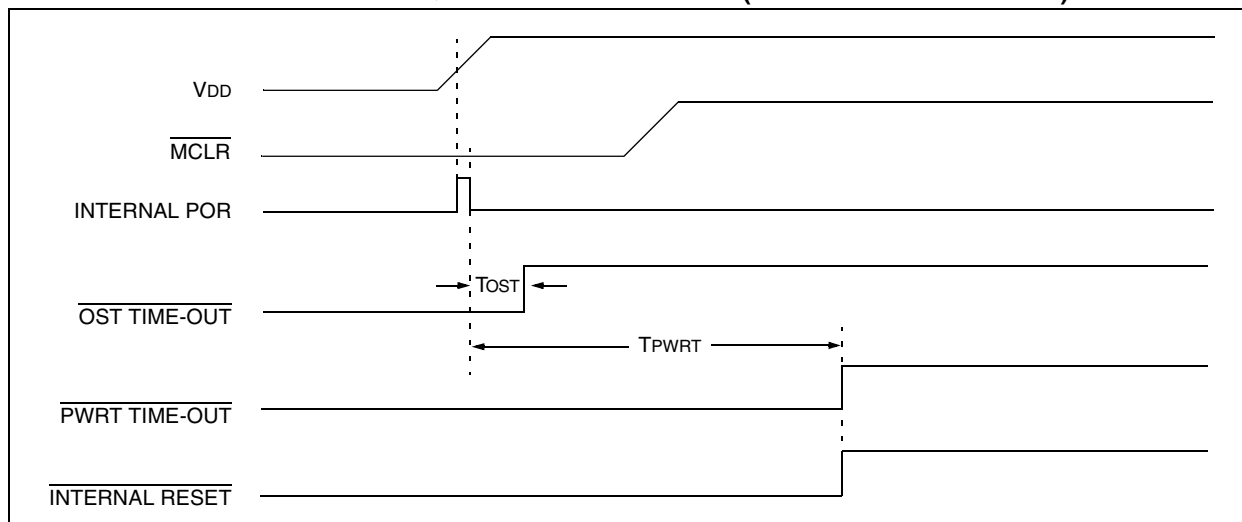 VDD
MCLR
INTERNAL POR
TOST
OST TIME-OUT
TPWRT
PWRT TIME-OUT
INTERNAL RESET